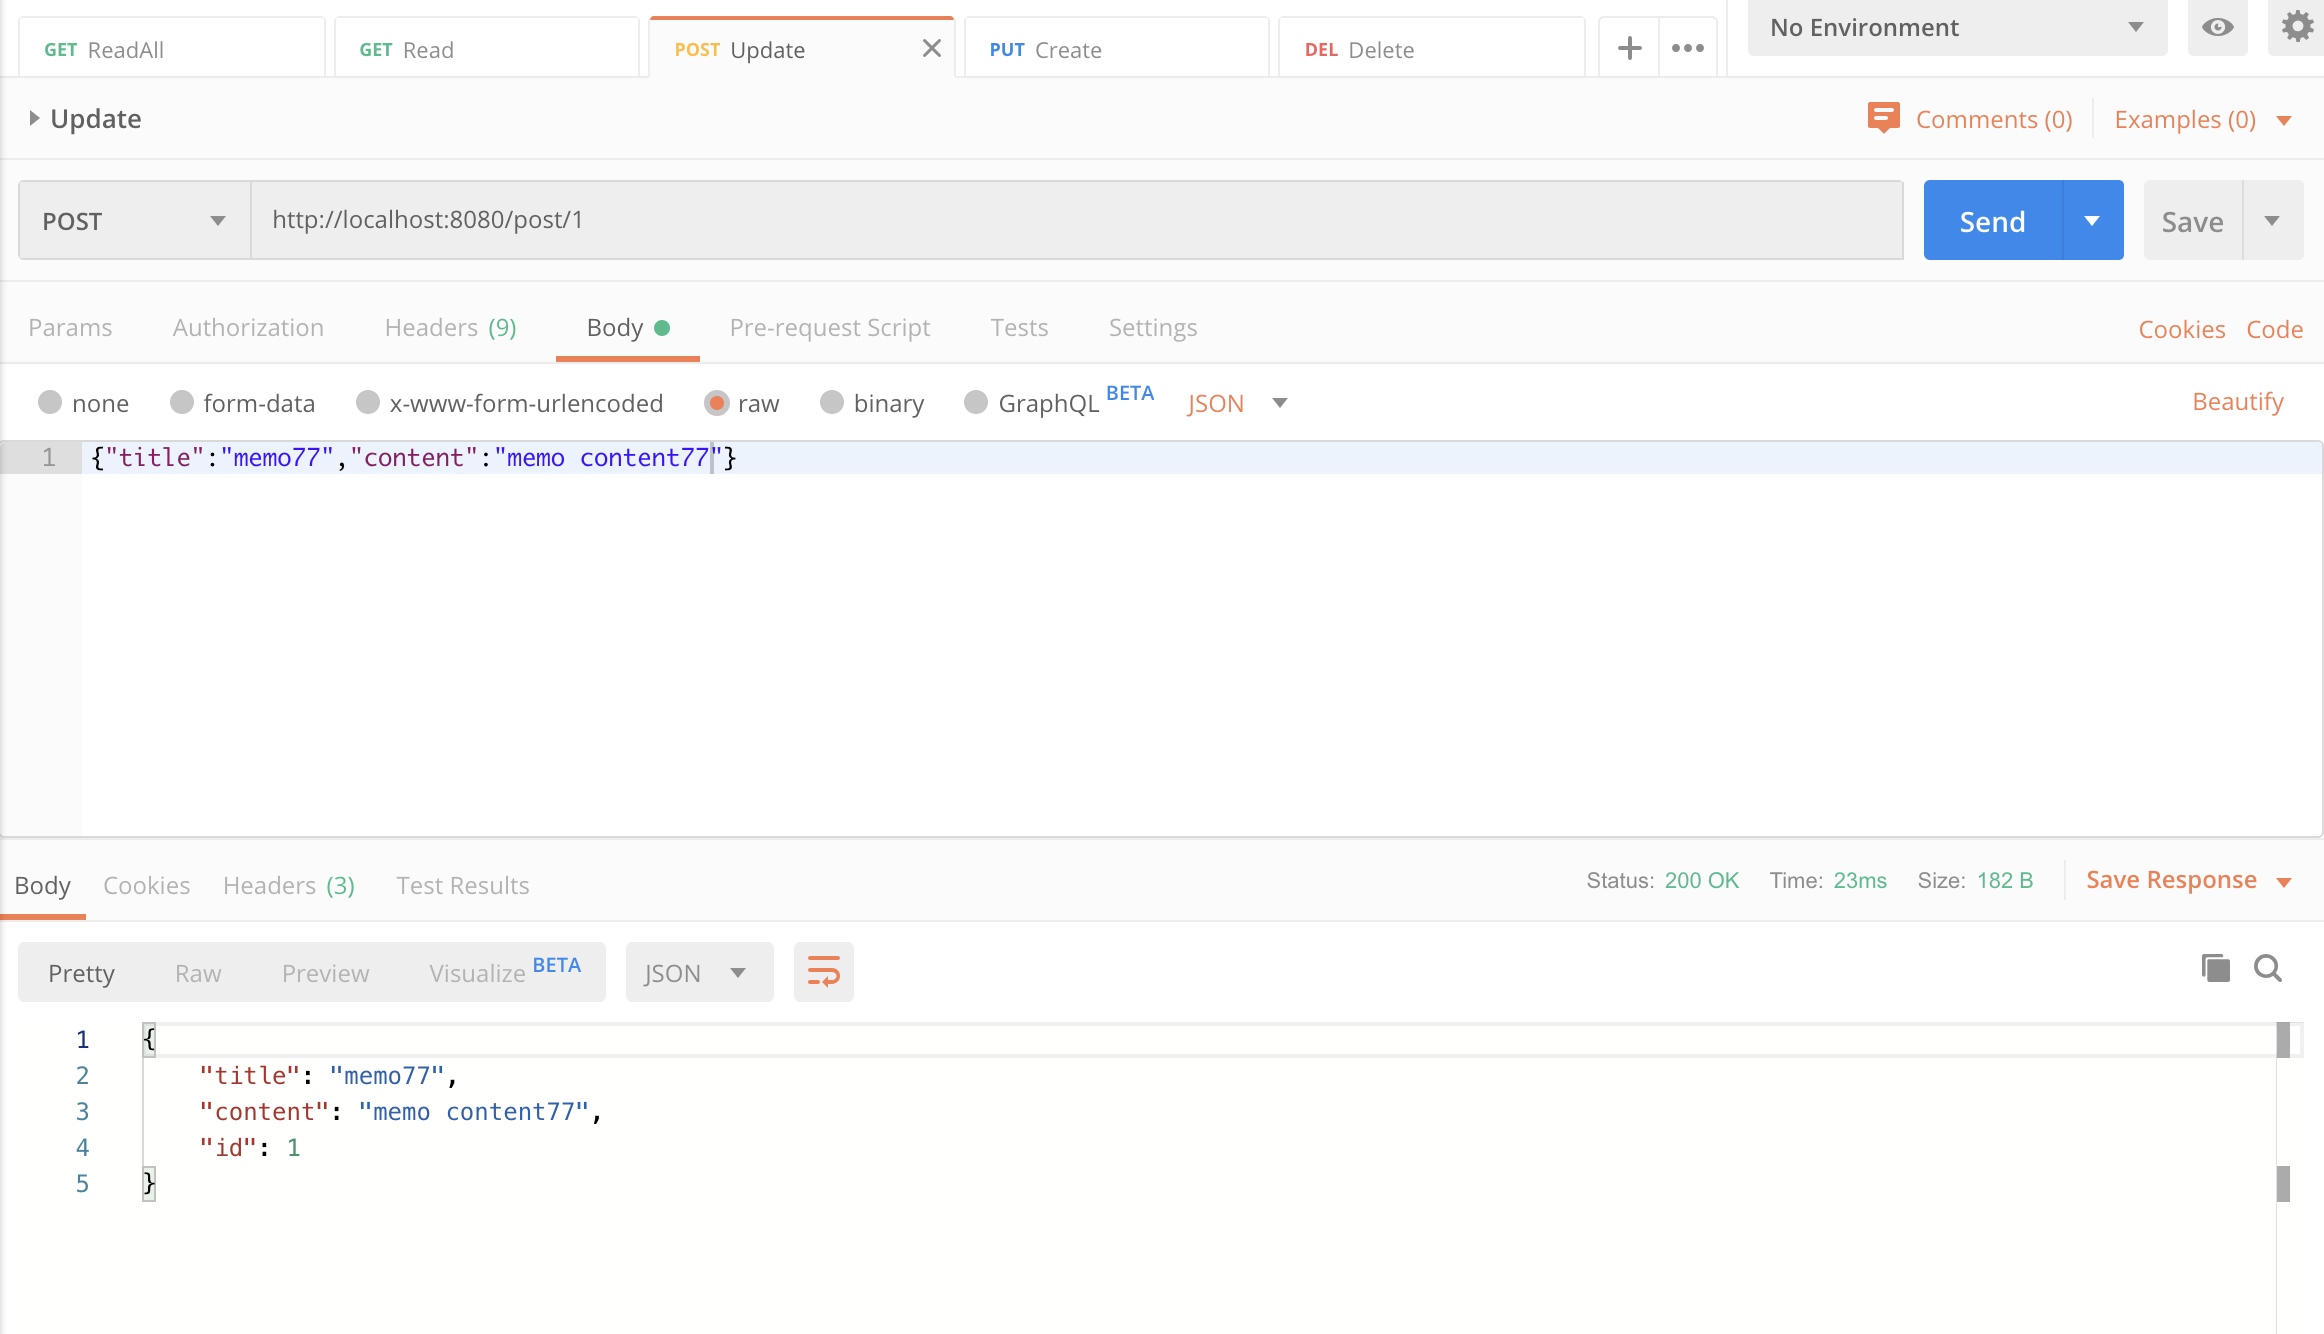 GET ReadAll GET Read POST Update PUT Create DEL Delete No Environment
Update Comments (0) Examples (0)
POST http://localhost:8080/post/1 Send Save
Params Authorization Headers (9) Body Pre-request Script Tests Settings Cookies Code
none form-data x-www-form-urlencoded raw binary GraphQL BETA JSON Beautify
1 {"title":"memo77","content":"memo content77"}
Body Cookies Headers (3) Test Results Status: 200 OK Time: 23ms Size: 182 B Save Response
Pretty Raw Preview Visualize BETA JSON
1 {
2 "title": "memo77",
3 "content": "memo content77",
4 "id": 1
5 }